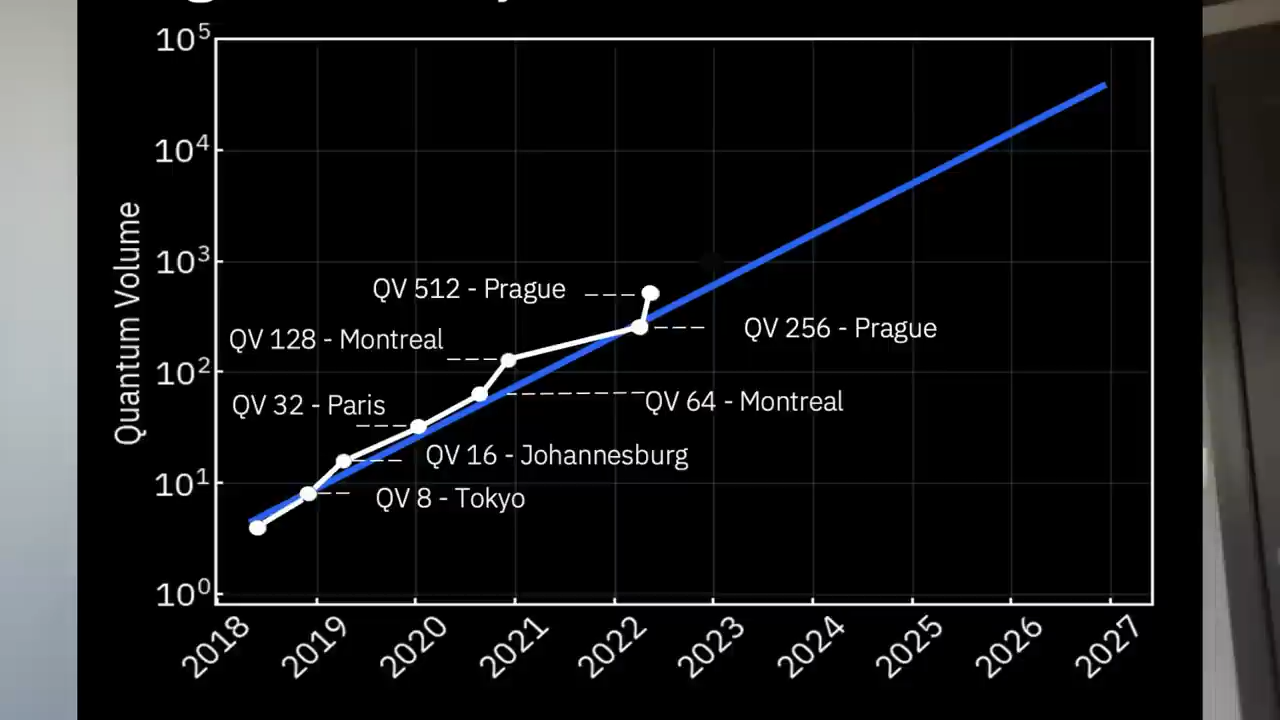 10⁵
10⁴
10³
10²
10¹
10⁰
Quantum Volume
QV 512 - Prague
QV 128 - Montreal
QV 256 - Prague
QV 32 - Paris
QV 64 - Montreal
QV 16 - Johannesburg
QV 8 - Tokyo
2018 2019 2020 2021 2022 2023 2024 2025 2026 2027